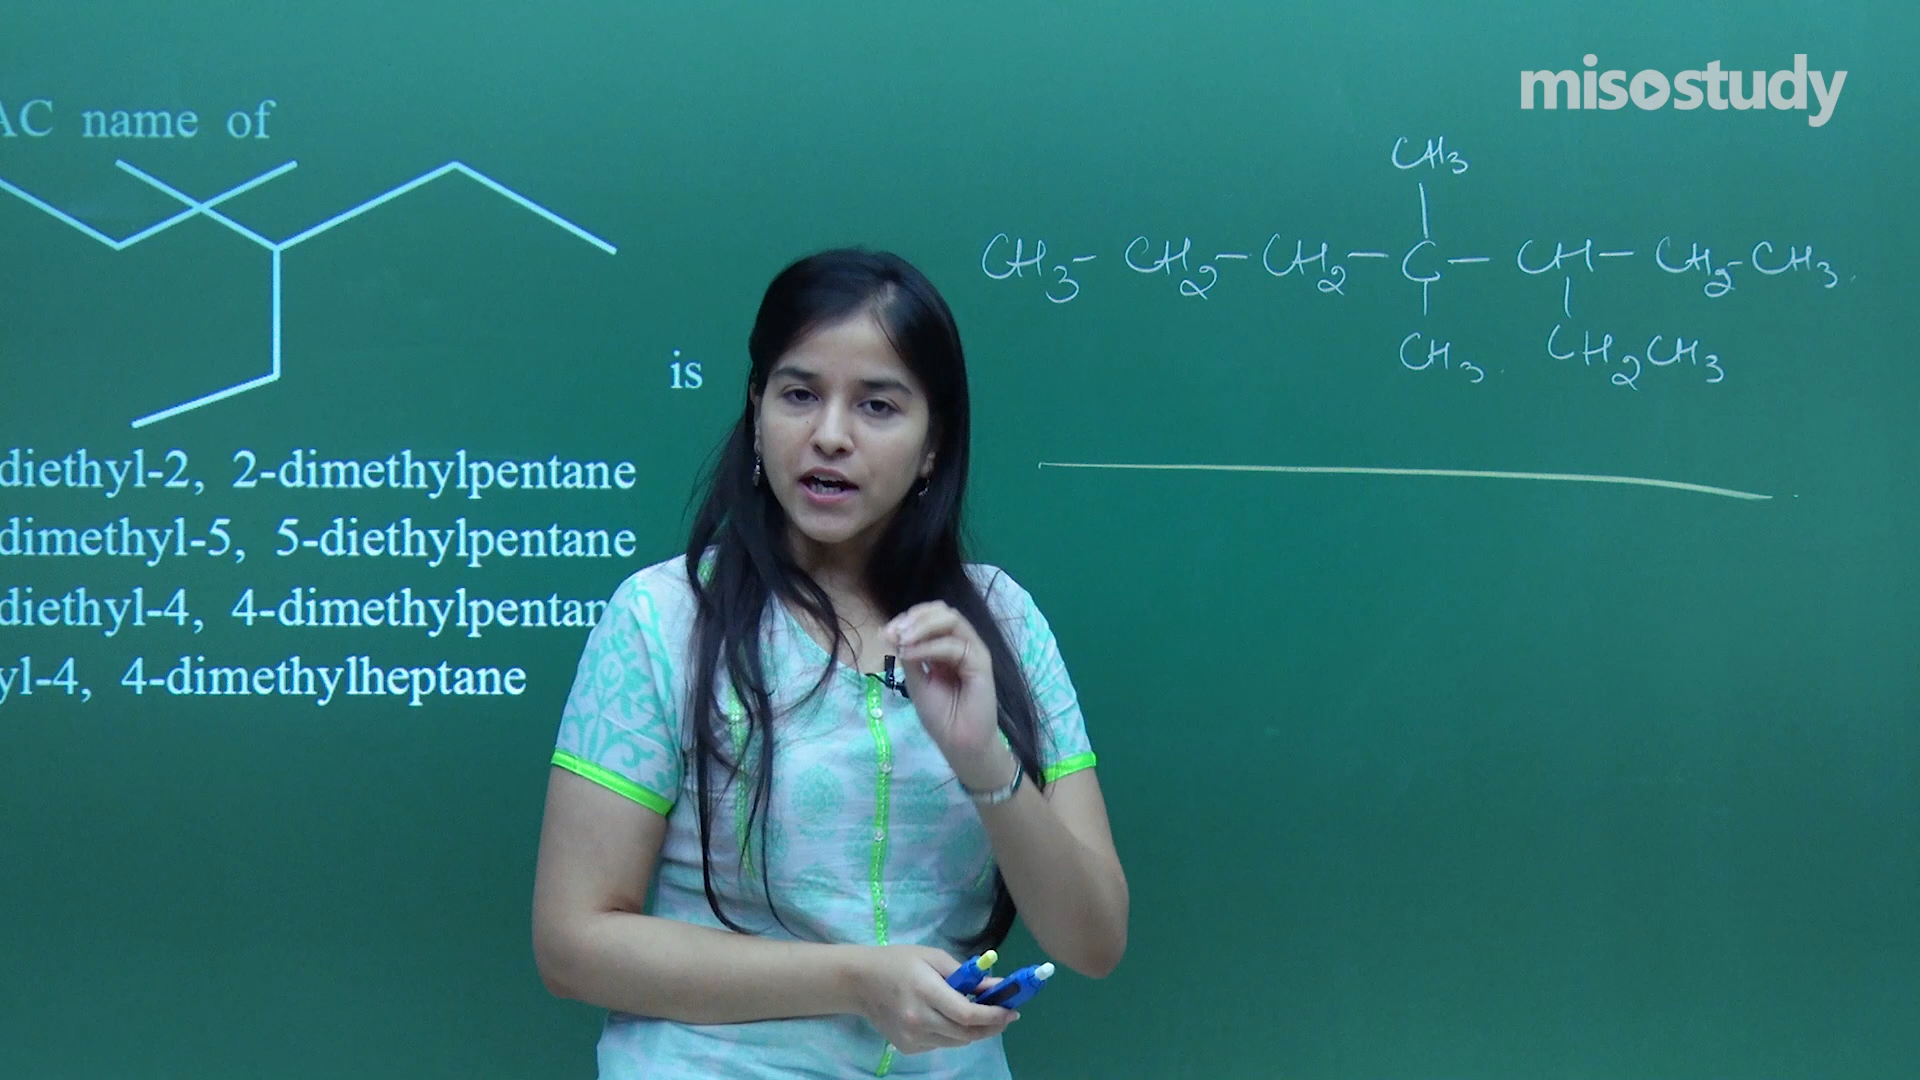 misostudy
AC name of
is
diethyl-2, 2-dimethylpentane
dimethyl-5, 5-diethylpentane
diethyl-4, 4-dimethylpentan
yl-4, 4-dimethylheptane
CH3
CH3-CH2-CH2-C-CH-CH2-CH3
CH3 CH2CH3